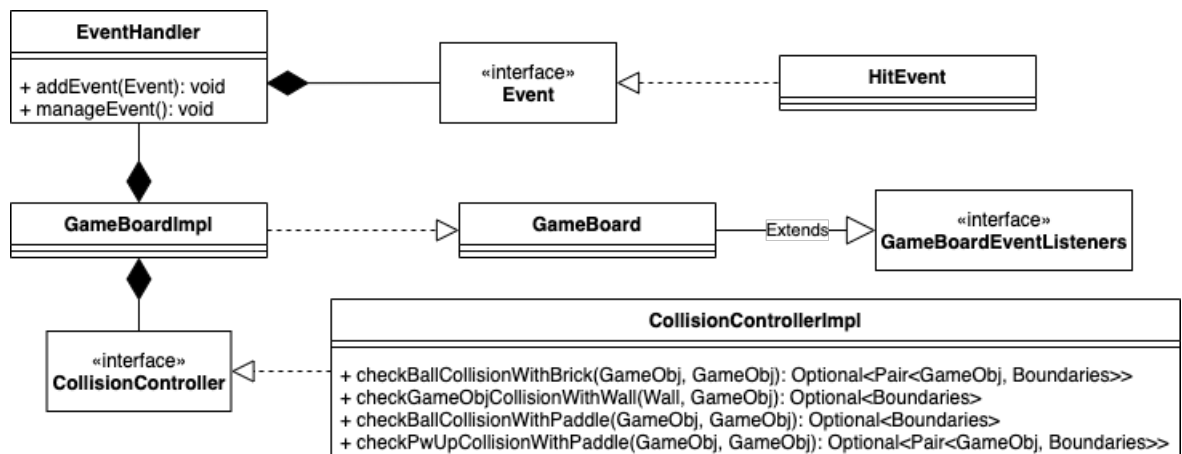 EventHandler
+ addEvent(Event): void
+ manageEvent(): void
«interface»
Event
HitEvent
GameBoardImpl
GameBoard
Extends
«interface»
GameBoardEventListeners
«interface»
CollisionController
CollisionControllerImpl
+ checkBallCollisionWithBrick(GameObj, GameObj): Optional<Pair<GameObj, Boundaries>>
+ checkGameObjCollisionWithWall(Wall, GameObj): Optional<Boundaries>
+ checkBallCollisionWithPaddle(GameObj, GameObj): Optional<Boundaries>
+ checkPwUpCollisionWithPaddle(GameObj, GameObj): Optional<Pair<GameObj, Boundaries>>